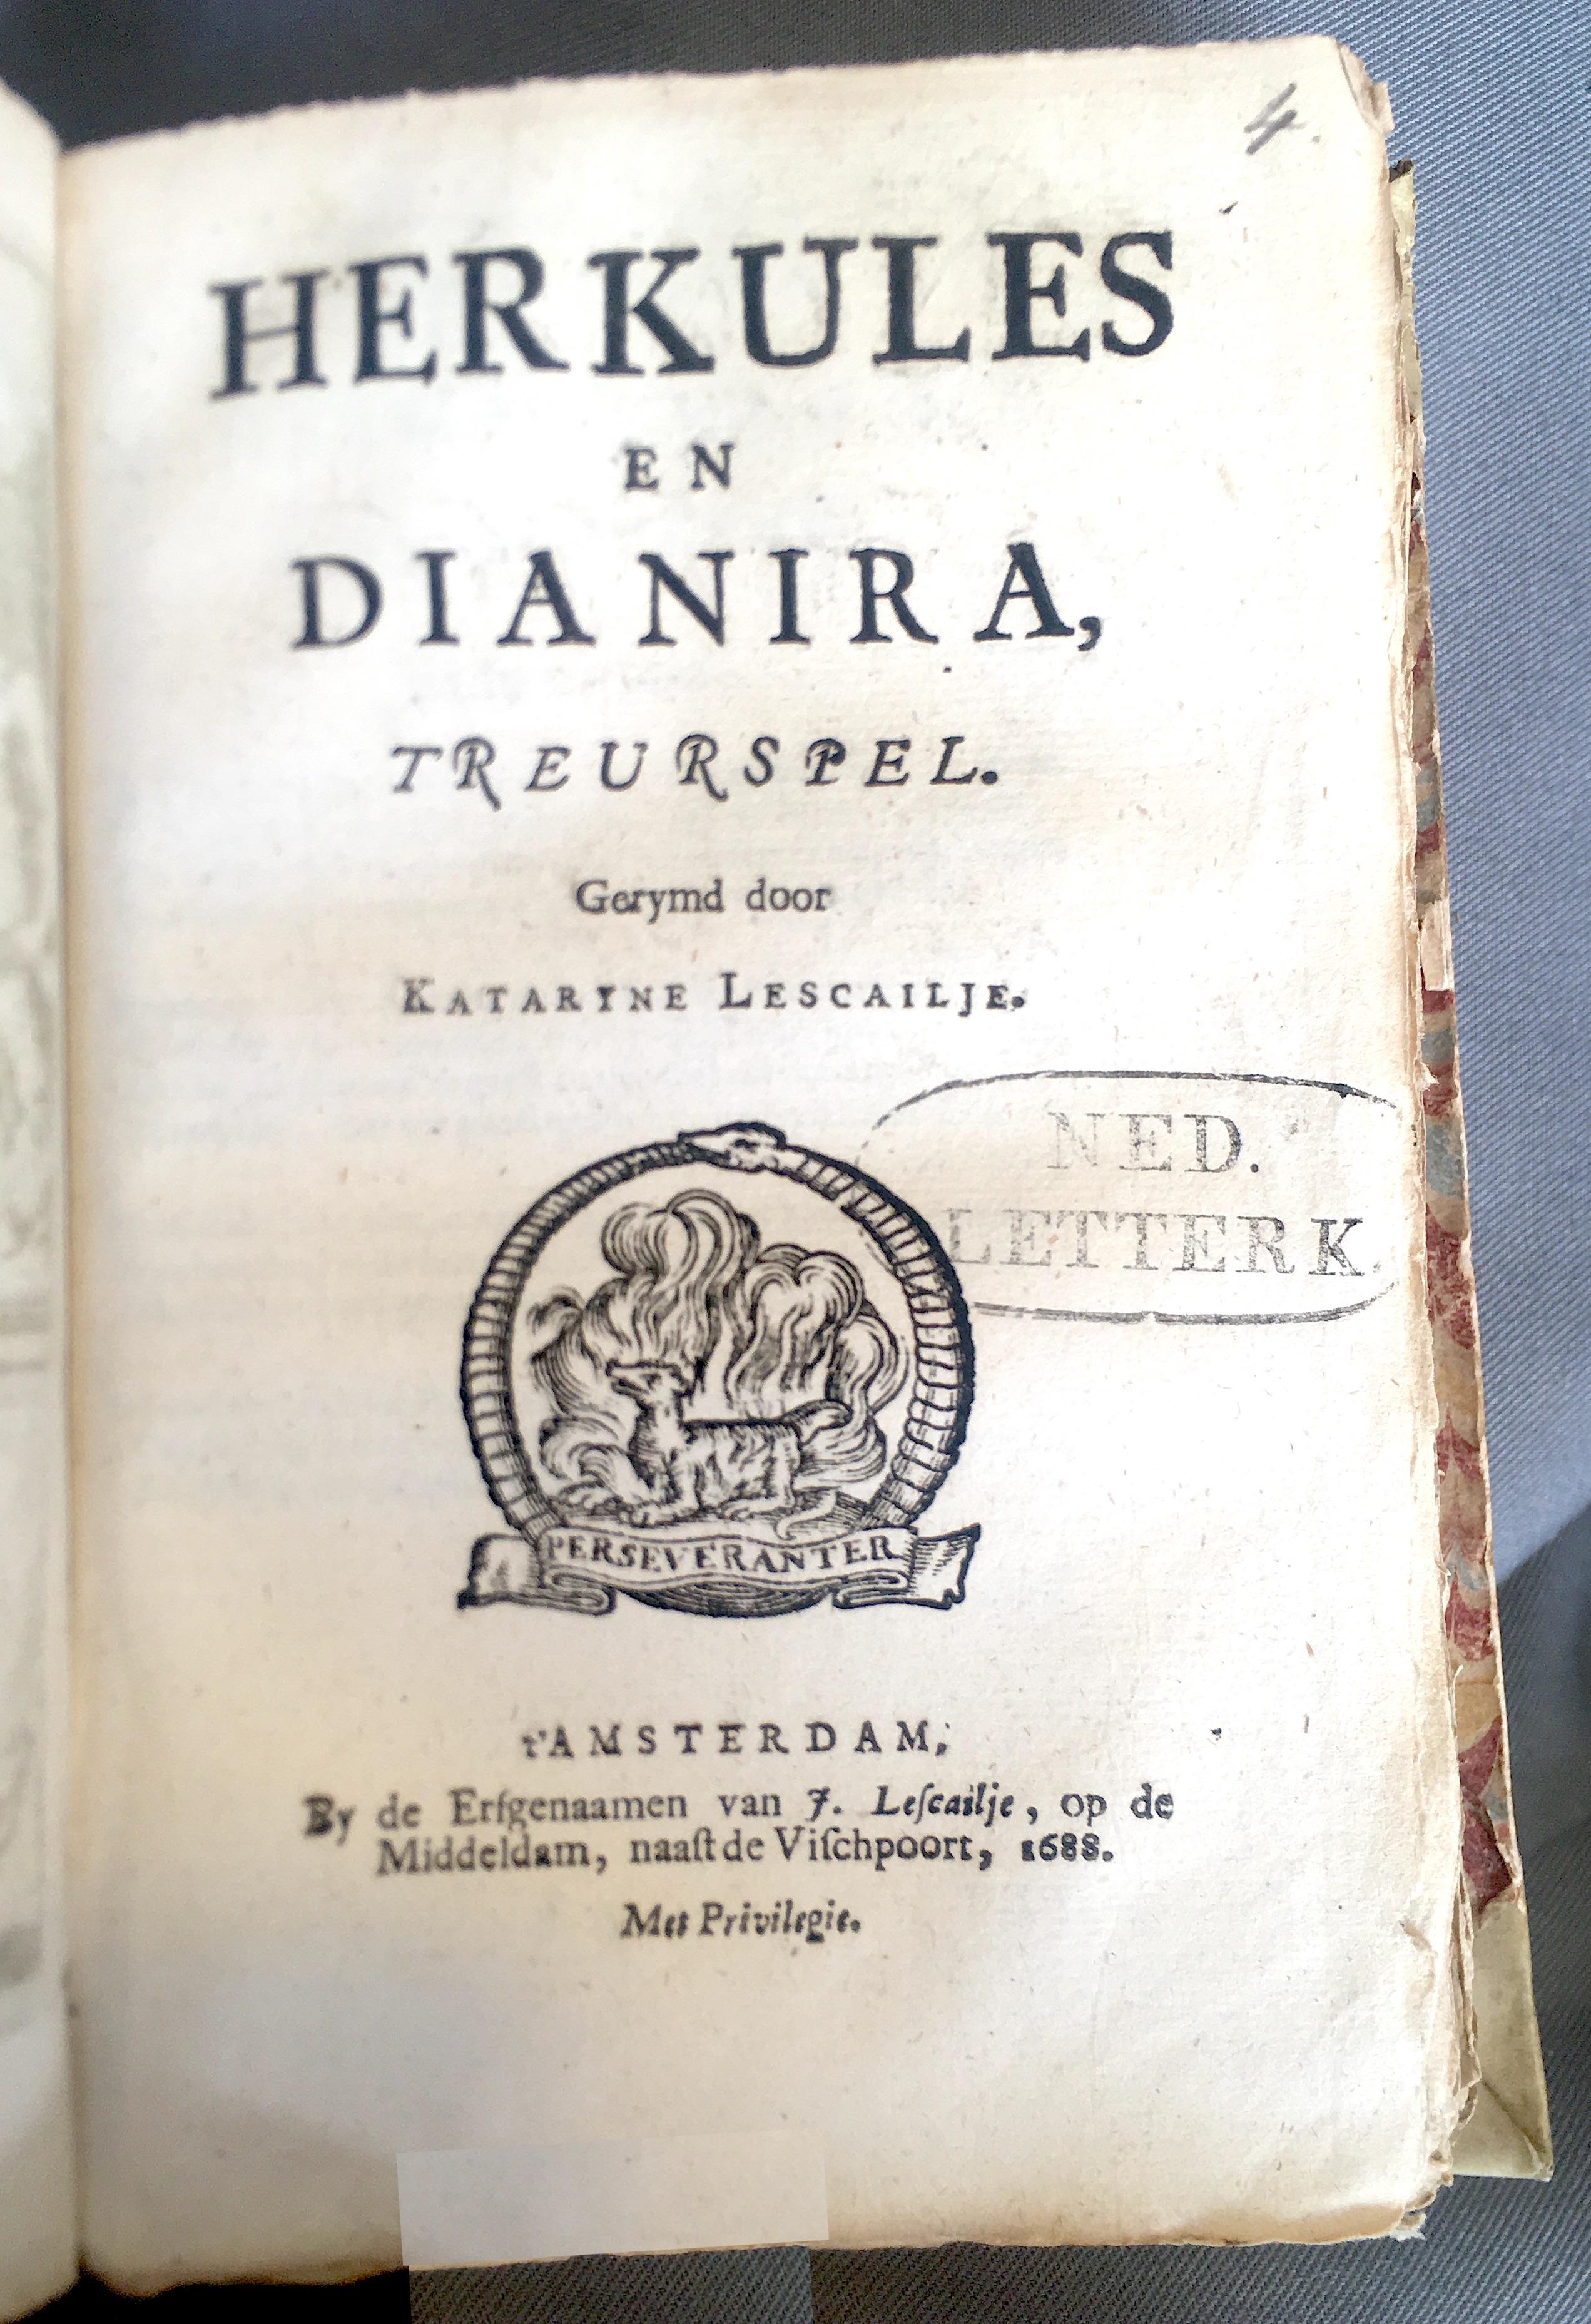 4.
HERKULES
EN
DIANIRA,
TREURSPEL.
Gerymd door
KATARYNE LESCAILJE.
NED.
LETTERK.
PERSEVERANTER
t'AMSTERDAM,
By de Erfgenaamen van J. Leſcailje, op de
Middeldam, naaſt de Viſchpoort, 1688.
Met Privilegie.